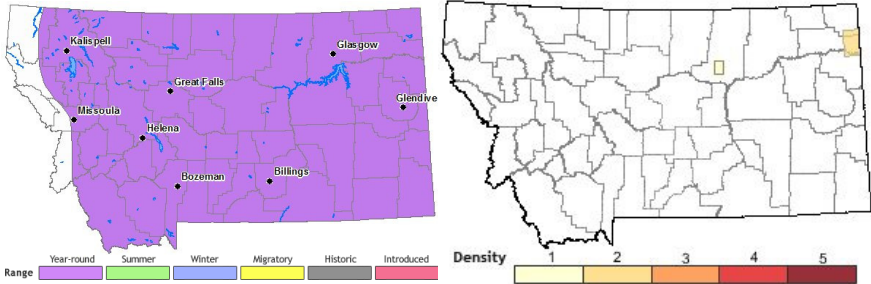 Kalispell
Glasgow
Great Falls
Glendive
Missoula
Helena
Bozeman
Billings
Range Year-round Summer Winter Migratory Historic Introduced
Density 1 2 3 4 5